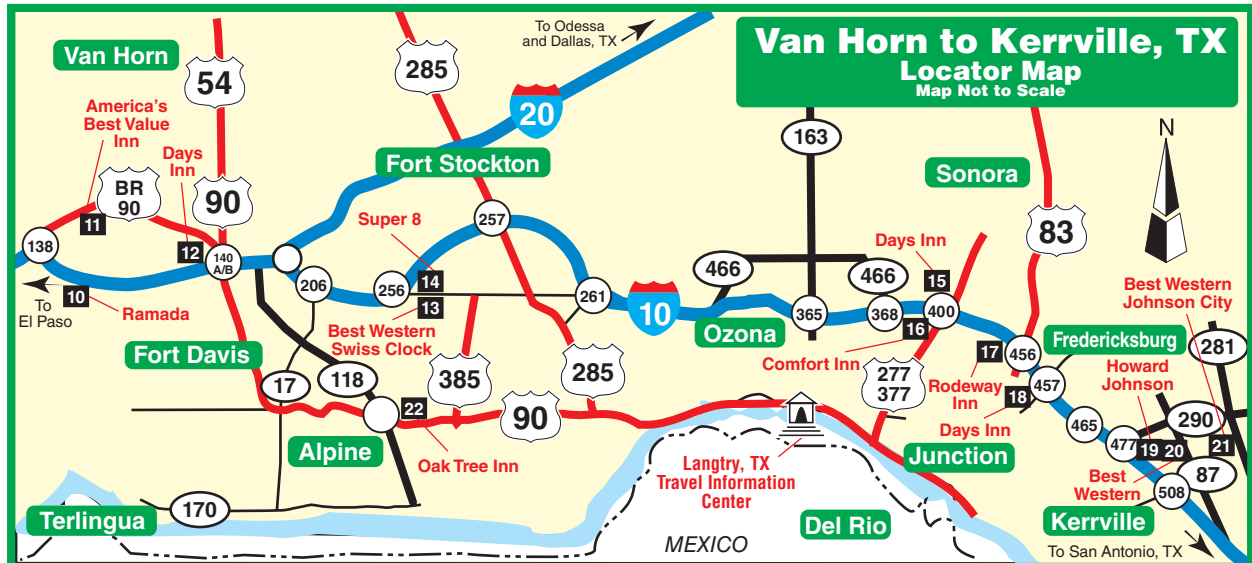 Van Horn to Kerrville, TX
Locator Map
Map Not to Scale
To Odessa
and Dallas, TX
Van Horn
54
285
20
163
N
America's
Best Value
Inn
Days
Inn
BR
90
90
Fort Stockton
Sonora
83
11
12
138
140
A/B
Super 8
257
Days Inn
466
466
15
Best Western
Johnson City
10
To
El Paso
Ramada
206
256
14
13
261
10
365
368
400
16
Best Western
Swiss Clock
Ozona
Comfort Inn
17
456
Fredericksburg
281
Fort Davis
17
118
385
285
277
377
Rodeway
Inn
457
18
Howard
Johnson
22
90
Days Inn
465
290
477
19
20
21
Alpine
Oak Tree Inn
Langtry, TX
Travel Information
Center
Junction
Best
Western
87
508
Terlingua
170
Del Rio
Kerrville
MEXICO
To San Antonio, TX